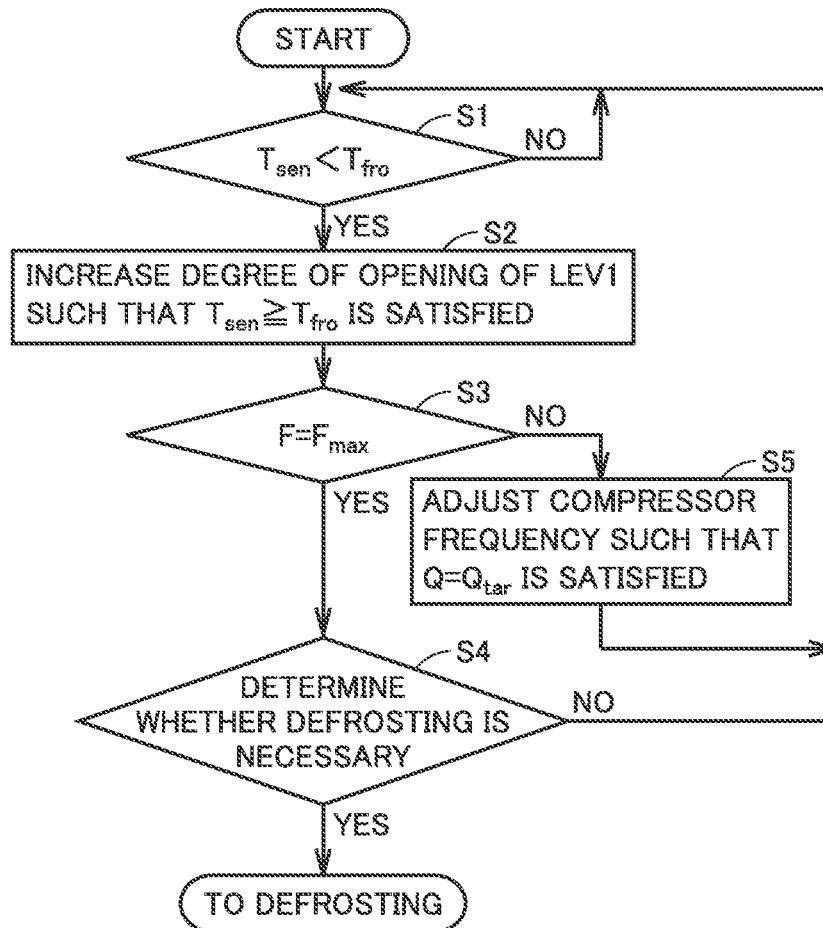 START
S1
T_sen<T_fro
NO
YES
S2
INCREASE DEGREE OF OPENING OF LEV1
SUCH THAT T_sen≧T_fro IS SATISFIED
S3
F=F_max
NO
YES
S5
ADJUST COMPRESSOR
FREQUENCY SUCH THAT
Q=Q_tar IS SATISFIED
S4
DETERMINE
WHETHER DEFROSTING IS
NECESSARY
NO
YES
TO DEFROSTING